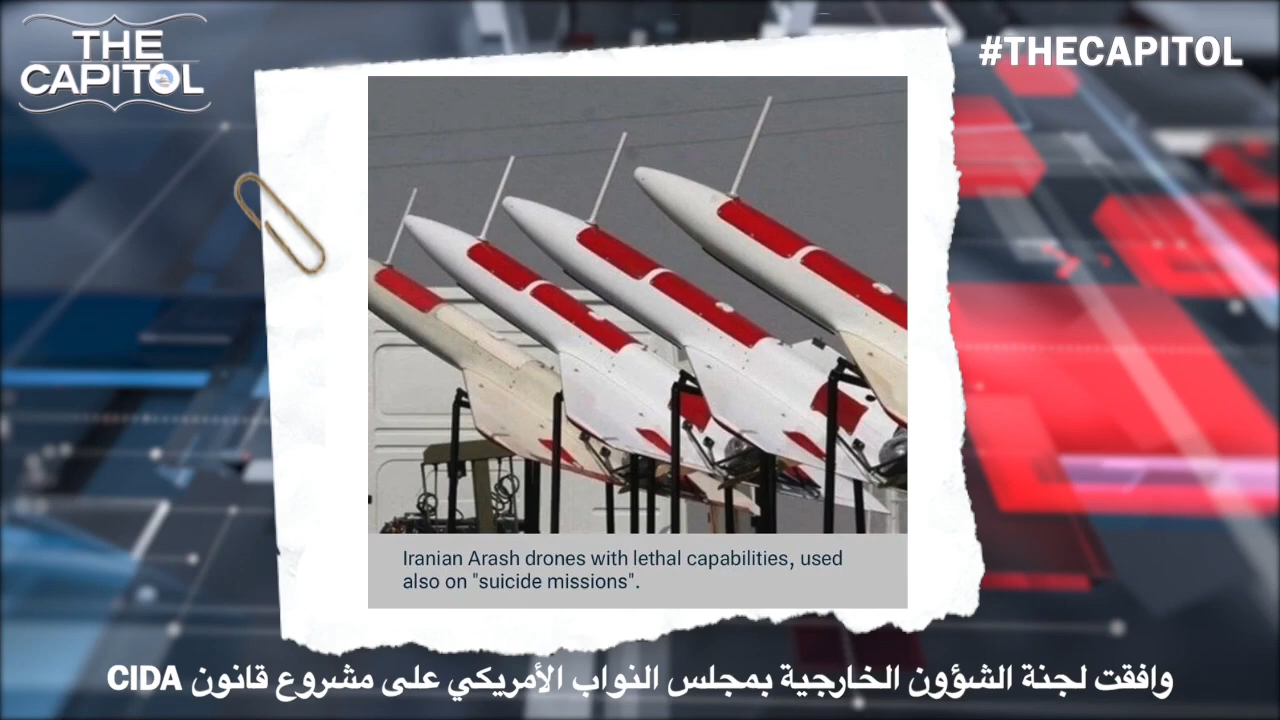 THE
CAPITOL
#THECAPITOL
Iranian Arash drones with lethal capabilities, used
also on "suicide missions".
وافقت لجنة الشؤون الخارجية بمجلس النواب الأمريكي على مشروع قانون CIDA